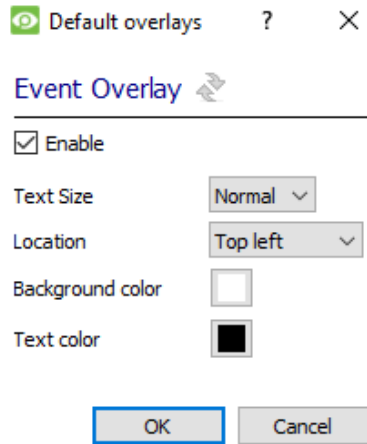 Default overlays ?
Event Overlay
Enable
Text Size Normal
Location Top left
Background color
Text color
OK Cancel